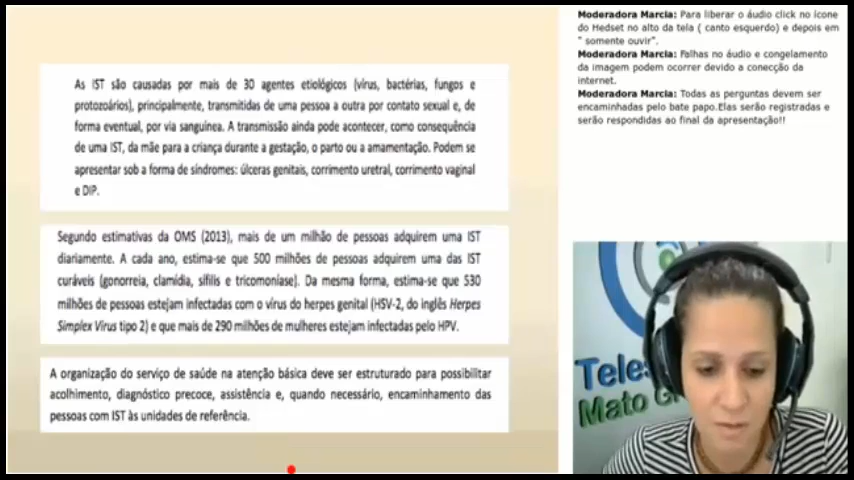 As IST são causadas por mais de 30 agentes etiológicos (vírus, bactérias, fungos e
protozoários), principalmente, transmitidas de uma pessoa a outra por contato sexual e, de
forma eventual, por via sanguínea. A transmissão ainda pode acontecer, como consequência
de uma IST, da mãe para a criança durante a gestação, o parto ou a amamentação. Podem se
apresentar sob a forma de síndromes: úlceras genitais, corrimento uretral, corrimento vaginal
e DIP.
Segundo estimativas da OMS (2013), mais de um milhão de pessoas adquirem uma IST
diariamente. A cada ano, estima-se que 500 milhões de pessoas adquirem uma das IST
curáveis (gonorreia, clamídia, sífilis e tricomoníase). Da mesma forma, estima-se que 530
milhões de pessoas estejam infectadas com o vírus do herpes genital (HSV-2, do inglês Herpes
Simplex Virus tipo 2) e que mais de 290 milhões de mulheres estejam infectadas pelo HPV.
A organização do serviço de saúde na atenção básica deve ser estruturado para possibilitar
acolhimento, diagnóstico precoce, assistência e, quando necessário, encaminhamento das
pessoas com IST às unidades de referência.
Moderadora Marcia: Para liberar o áudio click no ícone
do Hedset no alto da tela ( canto esquerdo) e depois em
" somente ouvir".
Moderadora Marcia: Falhas no áudio e congelamento
da imagem podem ocorrer devido a conecção da
internet.
Moderadora Marcia: Todas as perguntas devem ser
encaminhadas pelo bate papo.Elas serão registradas e
serão respondidas ao final da apresentação!!
Mato